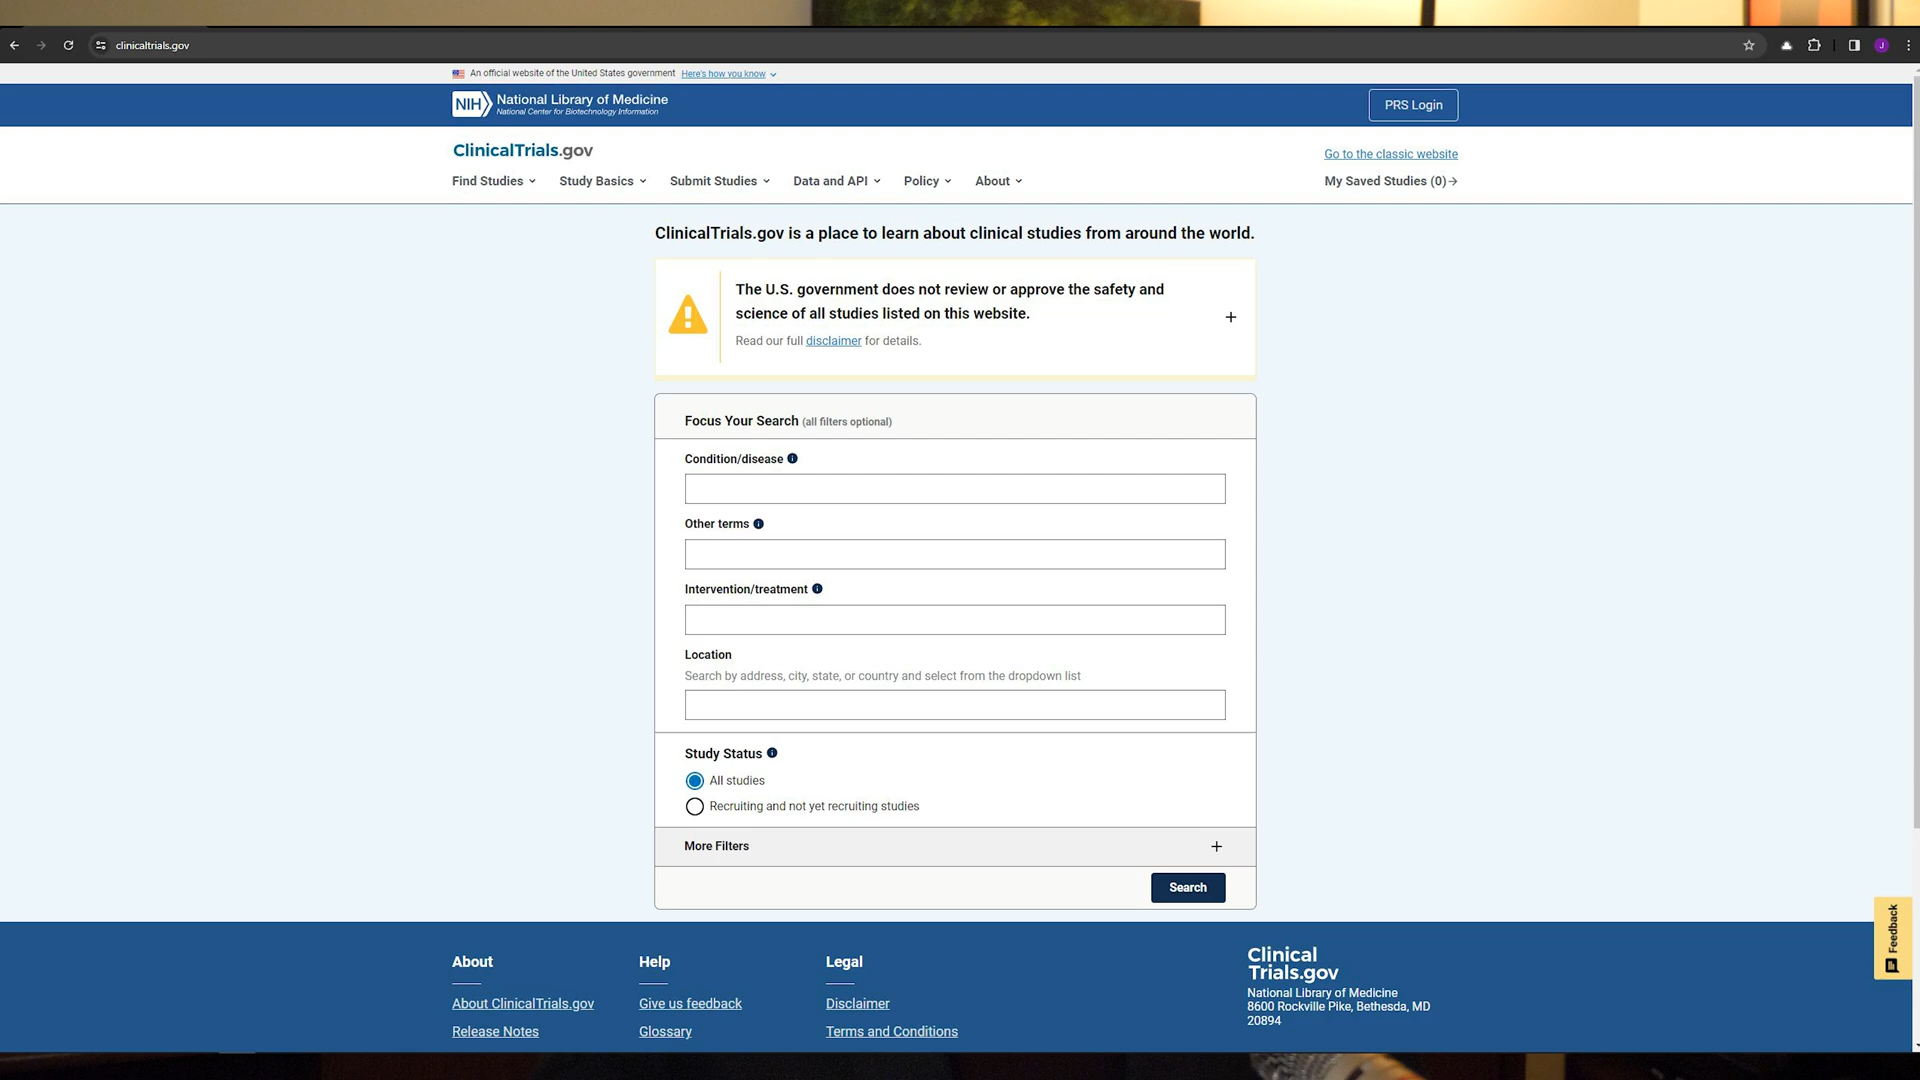 clinicaltrials.gov
J
An official website of the United States government Here's how you know
NIH National Library of Medicine
National Center for Biotechnology Information
PRS Login
ClinicalTrials.gov
Go to the classic website
Find Studies Study Basics Submit Studies Data and API Policy About
My Saved Studies (0)
ClinicalTrials.gov is a place to learn about clinical studies from around the world.
The U.S. government does not review or approve the safety and
science of all studies listed on this website.
Read our full disclaimer for details.
Focus Your Search (all filters optional)
Condition/disease
Other terms
Intervention/treatment
Location
Search by address, city, state, or country and select from the dropdown list
Study Status
All studies
Recruiting and not yet recruiting studies
More Filters
Search
Feedback
About
About ClinicalTrials.gov
Release Notes
Help
Give us feedback
Glossary
Legal
Disclaimer
Terms and Conditions
Clinical
Trials.gov
National Library of Medicine
8600 Rockville Pike, Bethesda, MD
20894